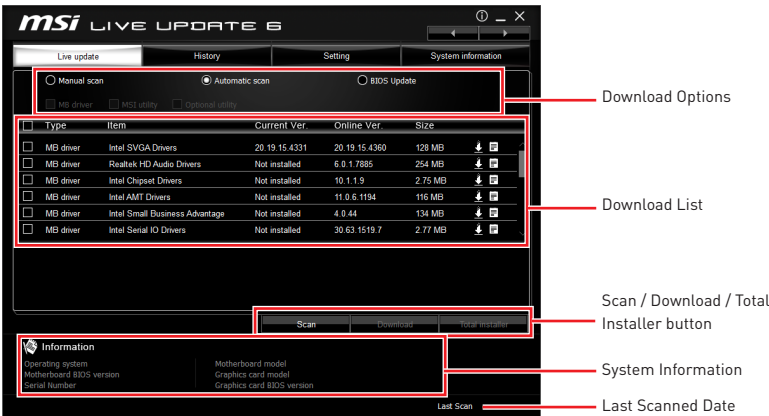 msi LIVE UPDATE 6
Live update History Setting System information
Manual scan Automatic scan BIOS Update
MB driver MSI utility Optional utility
Type Item Current Ver. Online Ver. Size
MB driver Intel SVGA Drivers 20.19.15.4331 20.19.15.4360 128 MB
MB driver Realtek HD Audio Drivers Not installed 6.0.1.7885 254 MB
MB driver Intel Chipset Drivers Not installed 10.1.1.9 2.75 MB
MB driver Intel AMT Drivers Not installed 11.0.6.1194 116 MB
MB driver Intel Small Business Advantage Not installed 4.0.44 134 MB
MB driver Intel Serial IO Drivers Not installed 30.63.1519.7 2.77 MB
Scan Download Total Installer
Information
Operating system Motherboard model
Motherboard BIOS version Graphics card model
Serial Number Graphics card BIOS version
Last Scan
Download Options
Download List
Scan / Download / Total
Installer button
System Information
Last Scanned Date